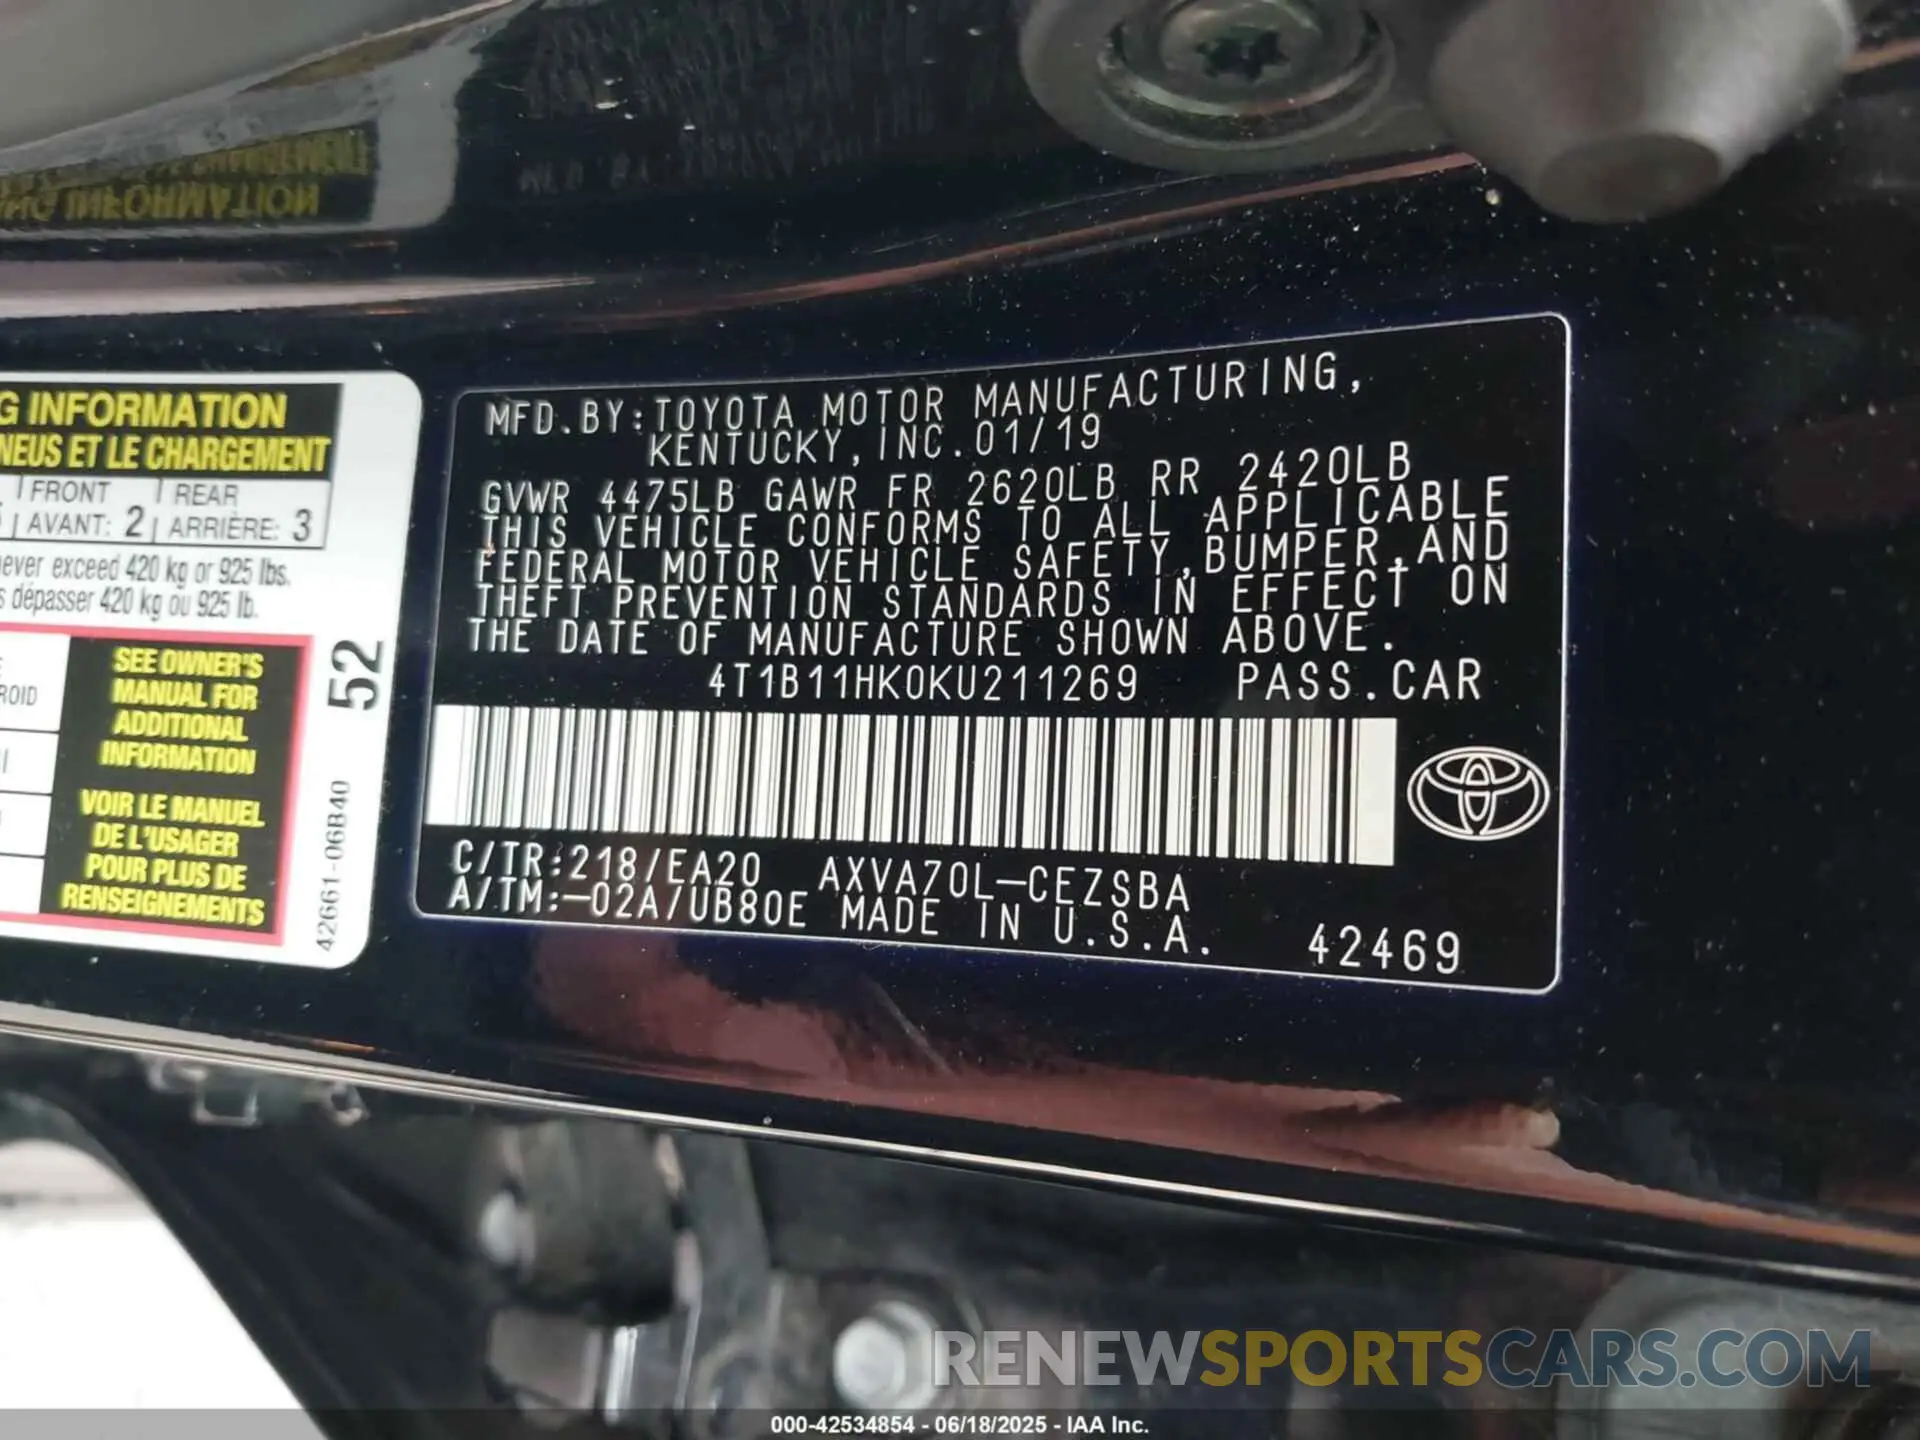 G INFORMATION
NEUS ET LE CHARGEMENT
FRONT REAR
AVANT: 2 ARRIÈRE: 3
never exceed 420 kg or 925 lbs.
dépasser 420 kg ou 925 lb.
SEE OWNER'S
MANUAL FOR
ADDITIONAL
INFORMATION
VOIR LE MANUEL
DE L'USAGER
POUR PLUS DE
RENSEIGNEMENTS
52
42661-06B40
MFD.BY:TOYOTA MOTOR MANUFACTURING,
KENTUCKY,INC.01/19
GVWR 4475LB GAWR FR 2620LB RR 2420LB
THIS VEHICLE CONFORMS TO ALL APPLICABLE
FEDERAL MOTOR VEHICLE SAFETY,BUMPER,AND
THEFT PREVENTION STANDARDS IN EFFECT ON
THE DATE OF MANUFACTURE SHOWN ABOVE.
4T1B11HK0KU211269 PASS.CAR
C/TR:218/EA20 AXVA70L-CEZSBA
A/TM:-02A/UB80E MADE IN U.S.A. 42469
RENEWSPORTSCARS.COM
000-42534854 - 06/18/2025 - IAA Inc.